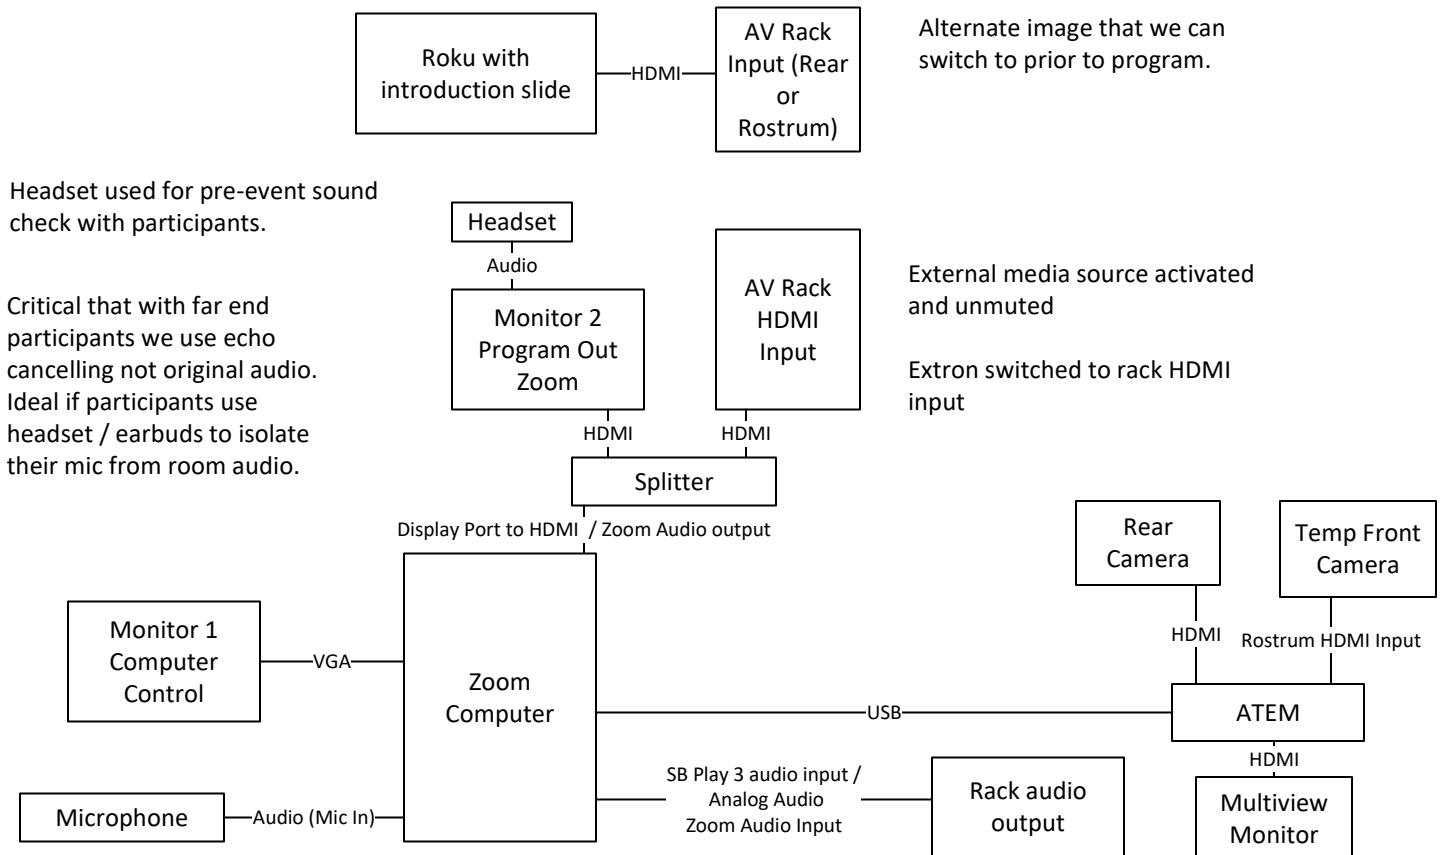 Roku with
introduction slide
HDMI
AV Rack
Input (Rear
or
Rostrum)
Alternate image that we can
switch to prior to program.
Headset used for pre-event sound
check with participants.
Critical that with far end
participants we use echo
cancelling not original audio.
Ideal if participants use
headset / earbuds to isolate
their mic from room audio.
Headset
Audio
Monitor 2
Program Out
Zoom
AV Rack
HDMI
Input
External media source activated
and unmuted
Extron switched to rack HDMI
input
HDMI
HDMI
Splitter
Display Port to HDMI / Zoom Audio output
Rear
Camera
Temp Front
Camera
HDMI
Rostrum HDMI Input
Monitor 1
Computer
Control
VGA
Zoom
Computer
USB
ATEM
HDMI
Multiview
Monitor
Microphone
Audio (Mic In)
SB Play 3 audio input /
Analog Audio
Zoom Audio Input
Rack audio
output